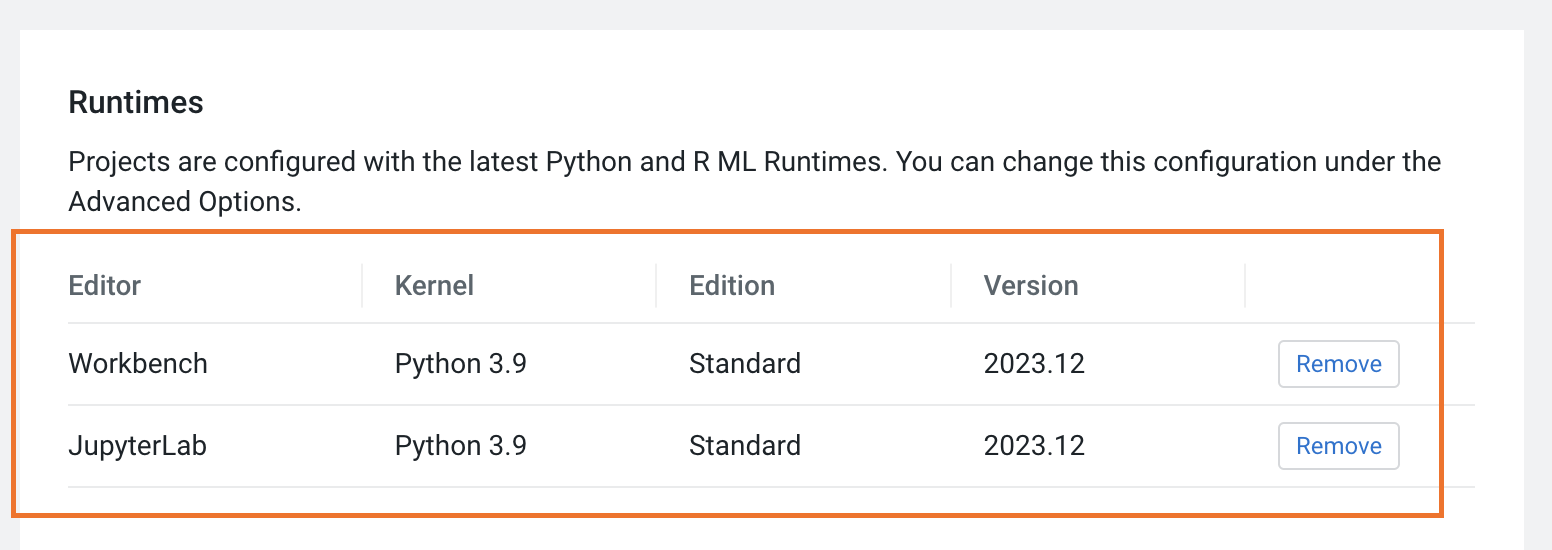 Runtimes
Projects are configured with the latest Python and R ML Runtimes. You can change this configuration under the
Advanced Options.
Editor Kernel Edition Version
Workbench Python 3.9 Standard 2023.12 Remove
JupyterLab Python 3.9 Standard 2023.12 Remove